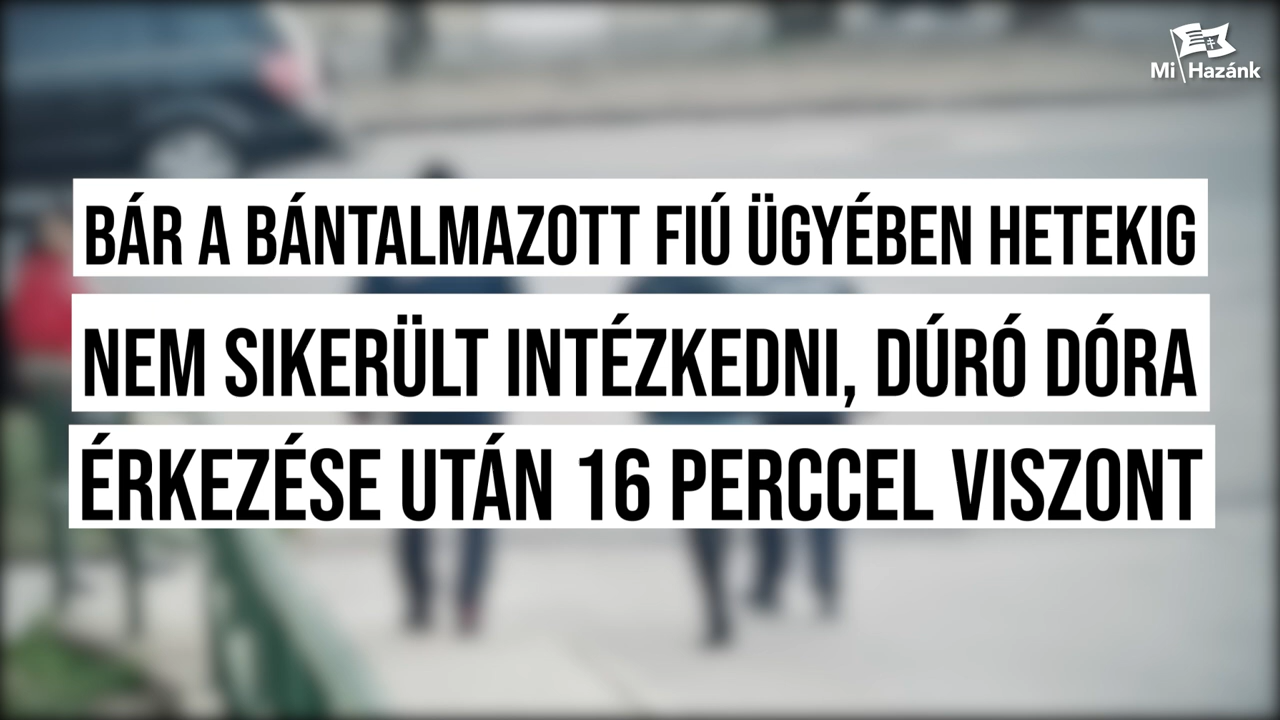 Mi Hazánk
BÁR A BÁNTALMAZOTT FIÚ ÜGYÉBEN HETEKIG
NEM SIKERÜLT INTÉZKEDNI, DÚRÓ DÓRA
ÉRKEZÉSE UTÁN 16 PERCCEL VISZONT